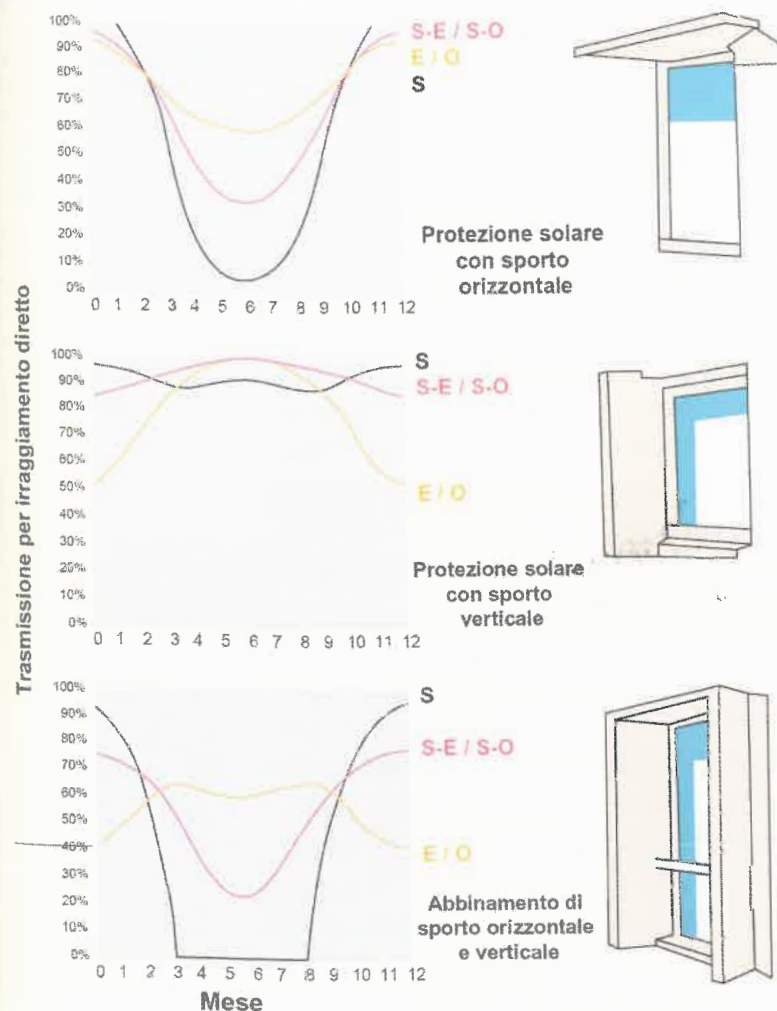 Trasmissione per irraggiamento diretto
100%
90%
80%
70%
60%
50%
40%
30%
20%
10%
0%
0 1 2 3 4 5 6 7 8 9 10 11 12
S-E / S-O
E / O
S
Protezione solare
con sporto
orizzontale
100%
90%
80%
70%
60%
50%
40%
30%
20%
10%
0%
0 1 2 3 4 5 6 7 8 9 10 11 12
S
S-E / S-O
E / O
Protezione solare
con sporto
verticale
100%
90%
80%
70%
60%
50%
40%
30%
20%
10%
0%
0 1 2 3 4 5 6 7 8 9 10 11 12
S
S-E / S-O
E / O
Abbinamento di
sporto orizzontale
e verticale
Mese